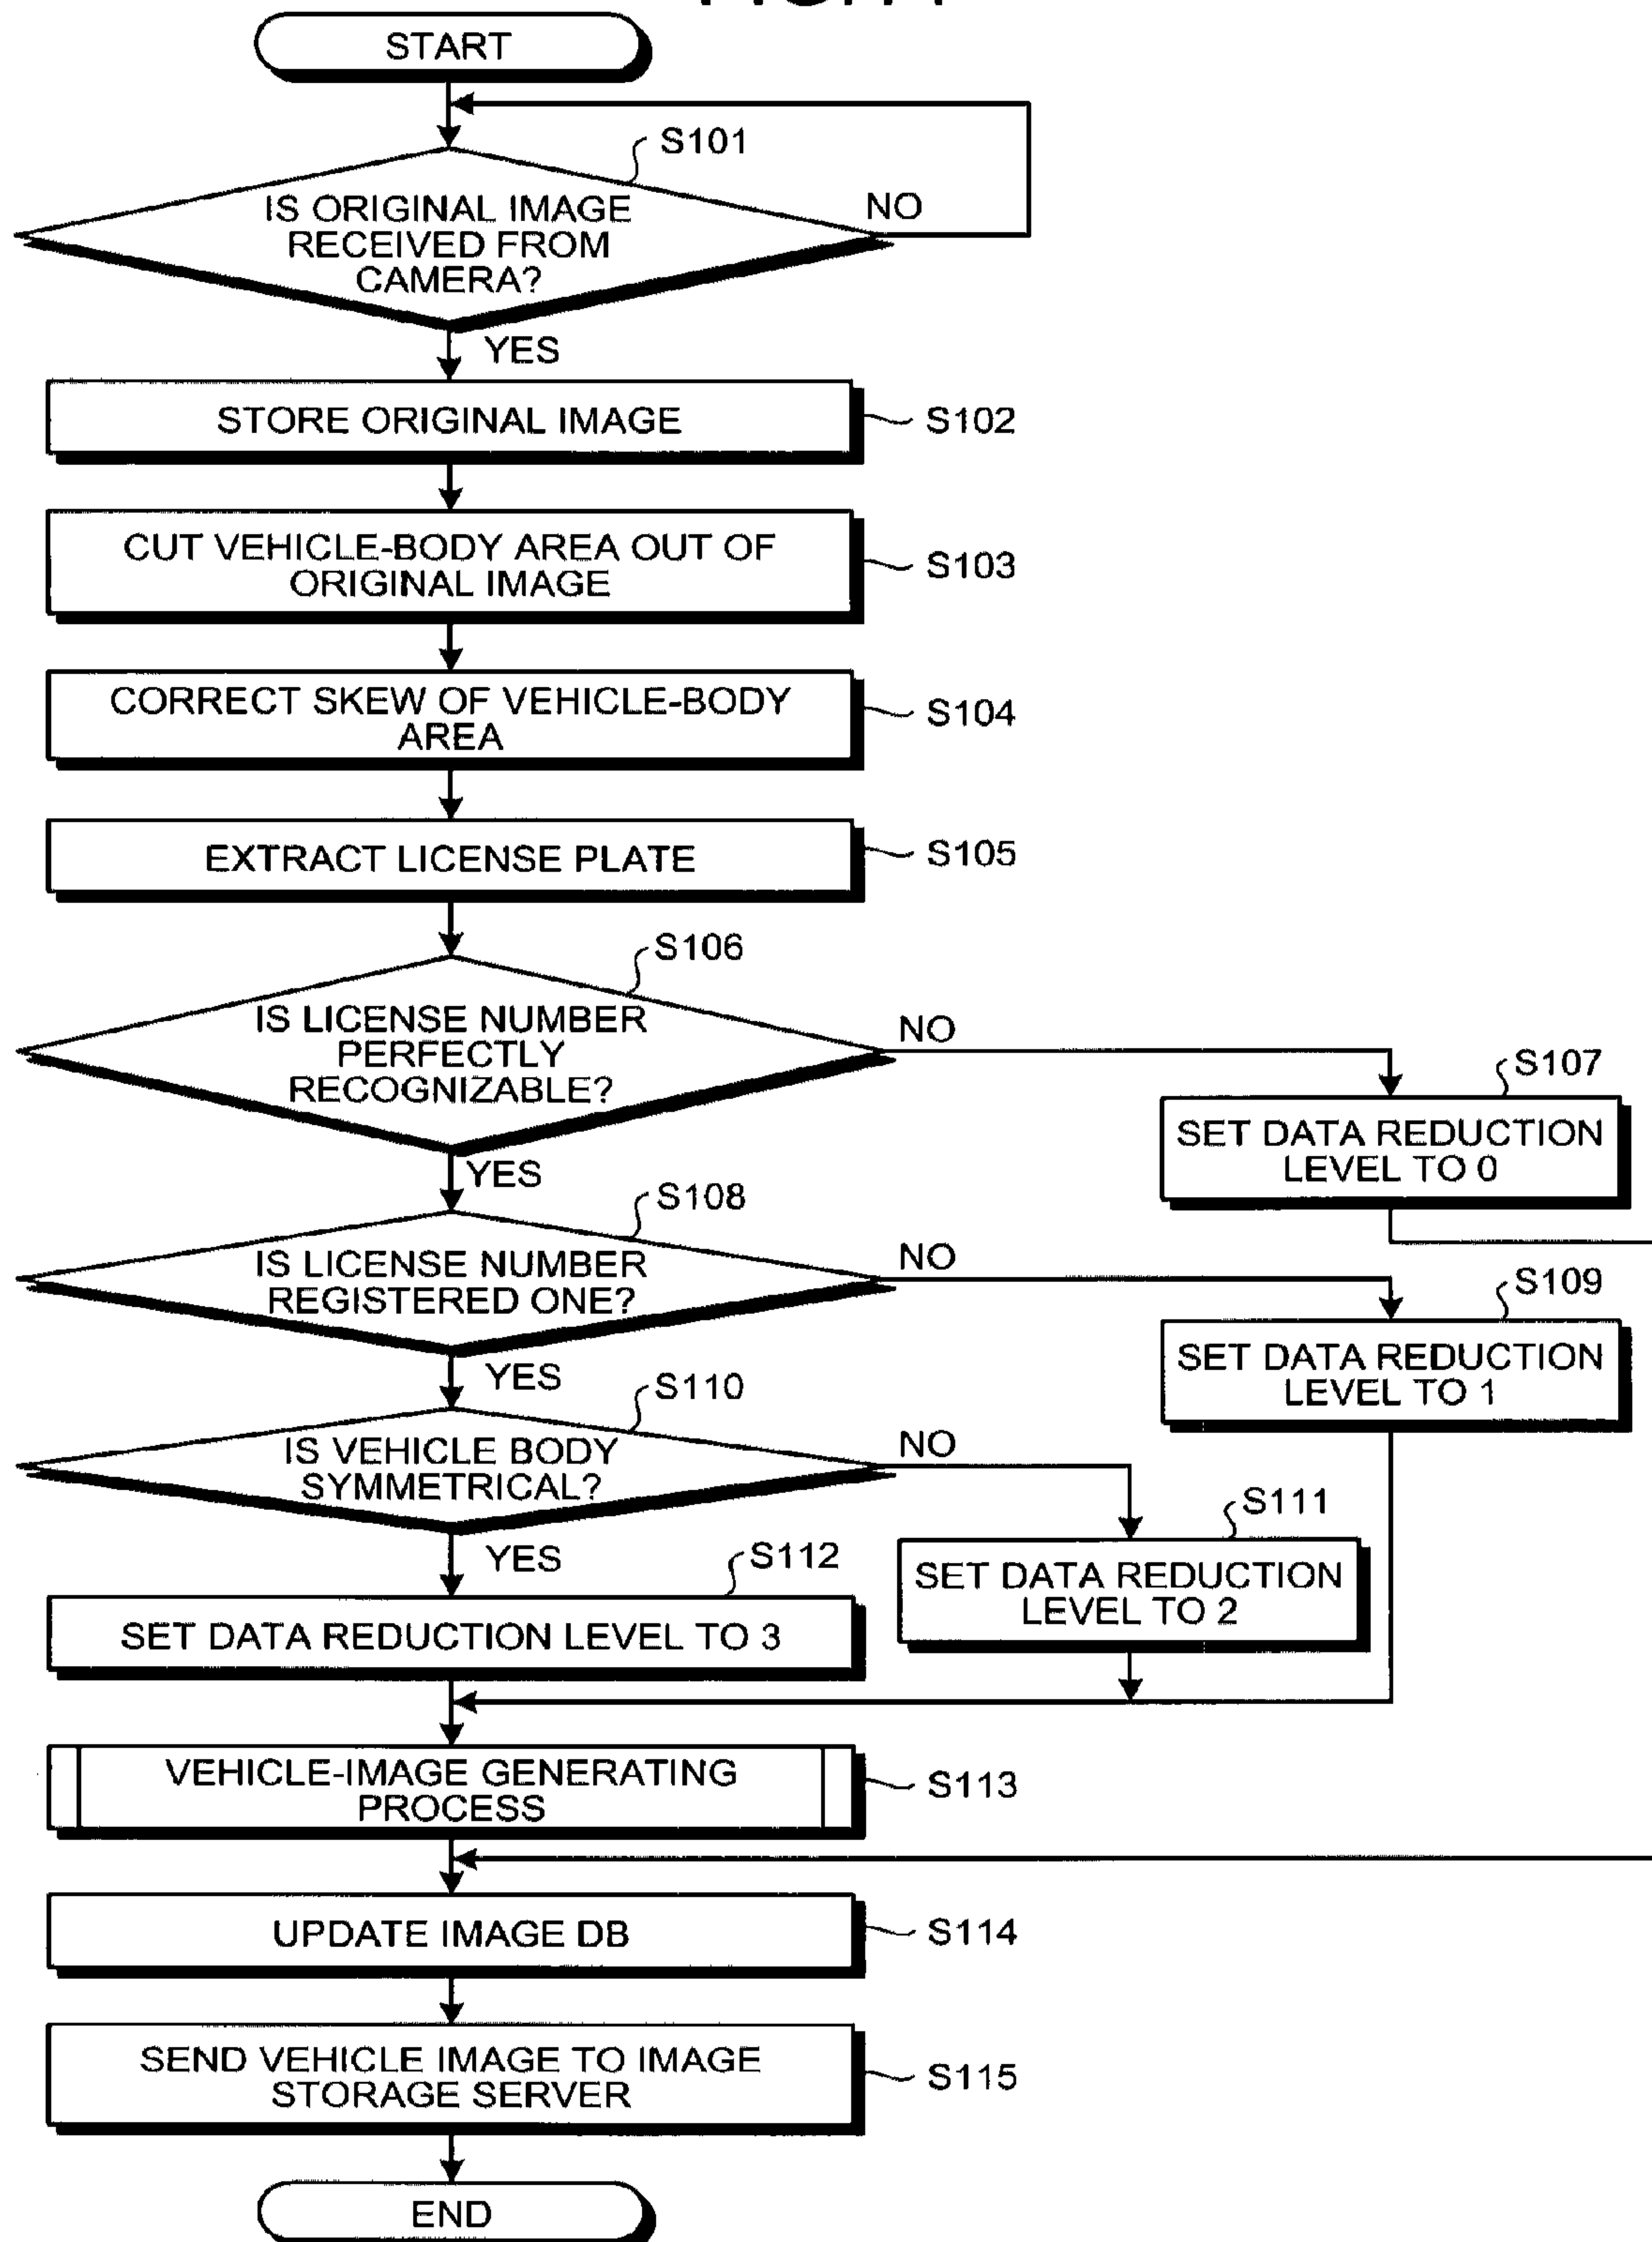 START
S101
IS ORIGINAL IMAGE
RECEIVED FROM
CAMERA?
NO
YES
STORE ORIGINAL IMAGE
S102
CUT VEHICLE-BODY AREA OUT OF
ORIGINAL IMAGE
S103
CORRECT SKEW OF VEHICLE-BODY
AREA
S104
EXTRACT LICENSE PLATE
S105
S106
IS LICENSE NUMBER
PERFECTLY
RECOGNIZABLE?
NO
YES
S107
SET DATA REDUCTION
LEVEL TO 0
S108
IS LICENSE NUMBER
REGISTERED ONE?
NO
YES
S109
SET DATA REDUCTION
LEVEL TO 1
S110
IS VEHICLE BODY
SYMMETRICAL?
NO
YES
S111
SET DATA REDUCTION
LEVEL TO 2
S112
SET DATA REDUCTION LEVEL TO 3
VEHICLE-IMAGE GENERATING
PROCESS
S113
UPDATE IMAGE DB
S114
SEND VEHICLE IMAGE TO IMAGE
STORAGE SERVER
S115
END